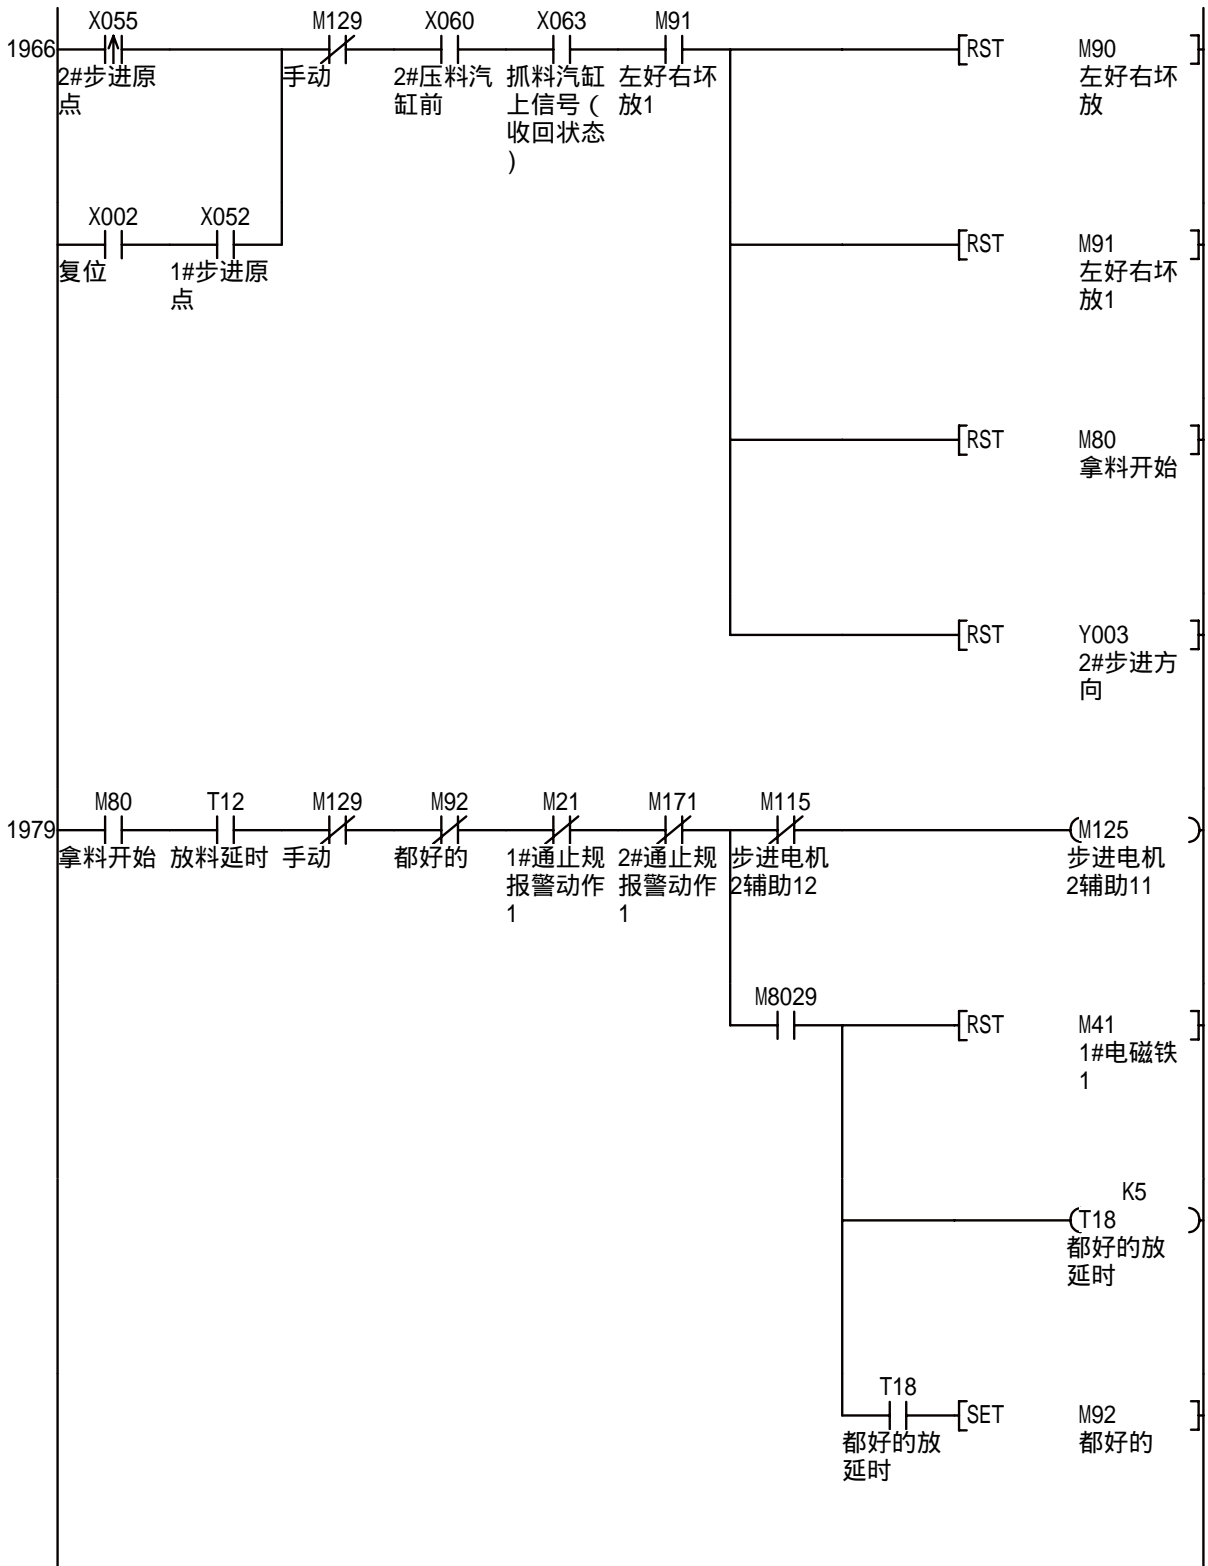 X055 M129 X060 X063 M91
1966 [RST M90 ]
2#步进原 手动 2#压料汽 抓料汽缸 左好右坏 左好右坏
点 缸前 上信号( 放1 放
收回状态
)
X002 X052
[RST M91 ]
复位 1#步进原 左好右坏
点 放1
[RST M80 ]
拿料开始
[RST Y003 ]
2#步进方
向
M80 T12 M129 M92 M21 M171 M115
1979 (M125 )
拿料开始 放料延时 手动 都好的 1#通止规 2#通止规 步进电机 步进电机
报警动作 报警动作 2辅助12 2辅助11
1 1
M8029
[RST M41 ]
1#电磁铁
1
K5
(T18 )
都好的放
延时
T18
[SET M92 ]
都好的放 都好的
延时